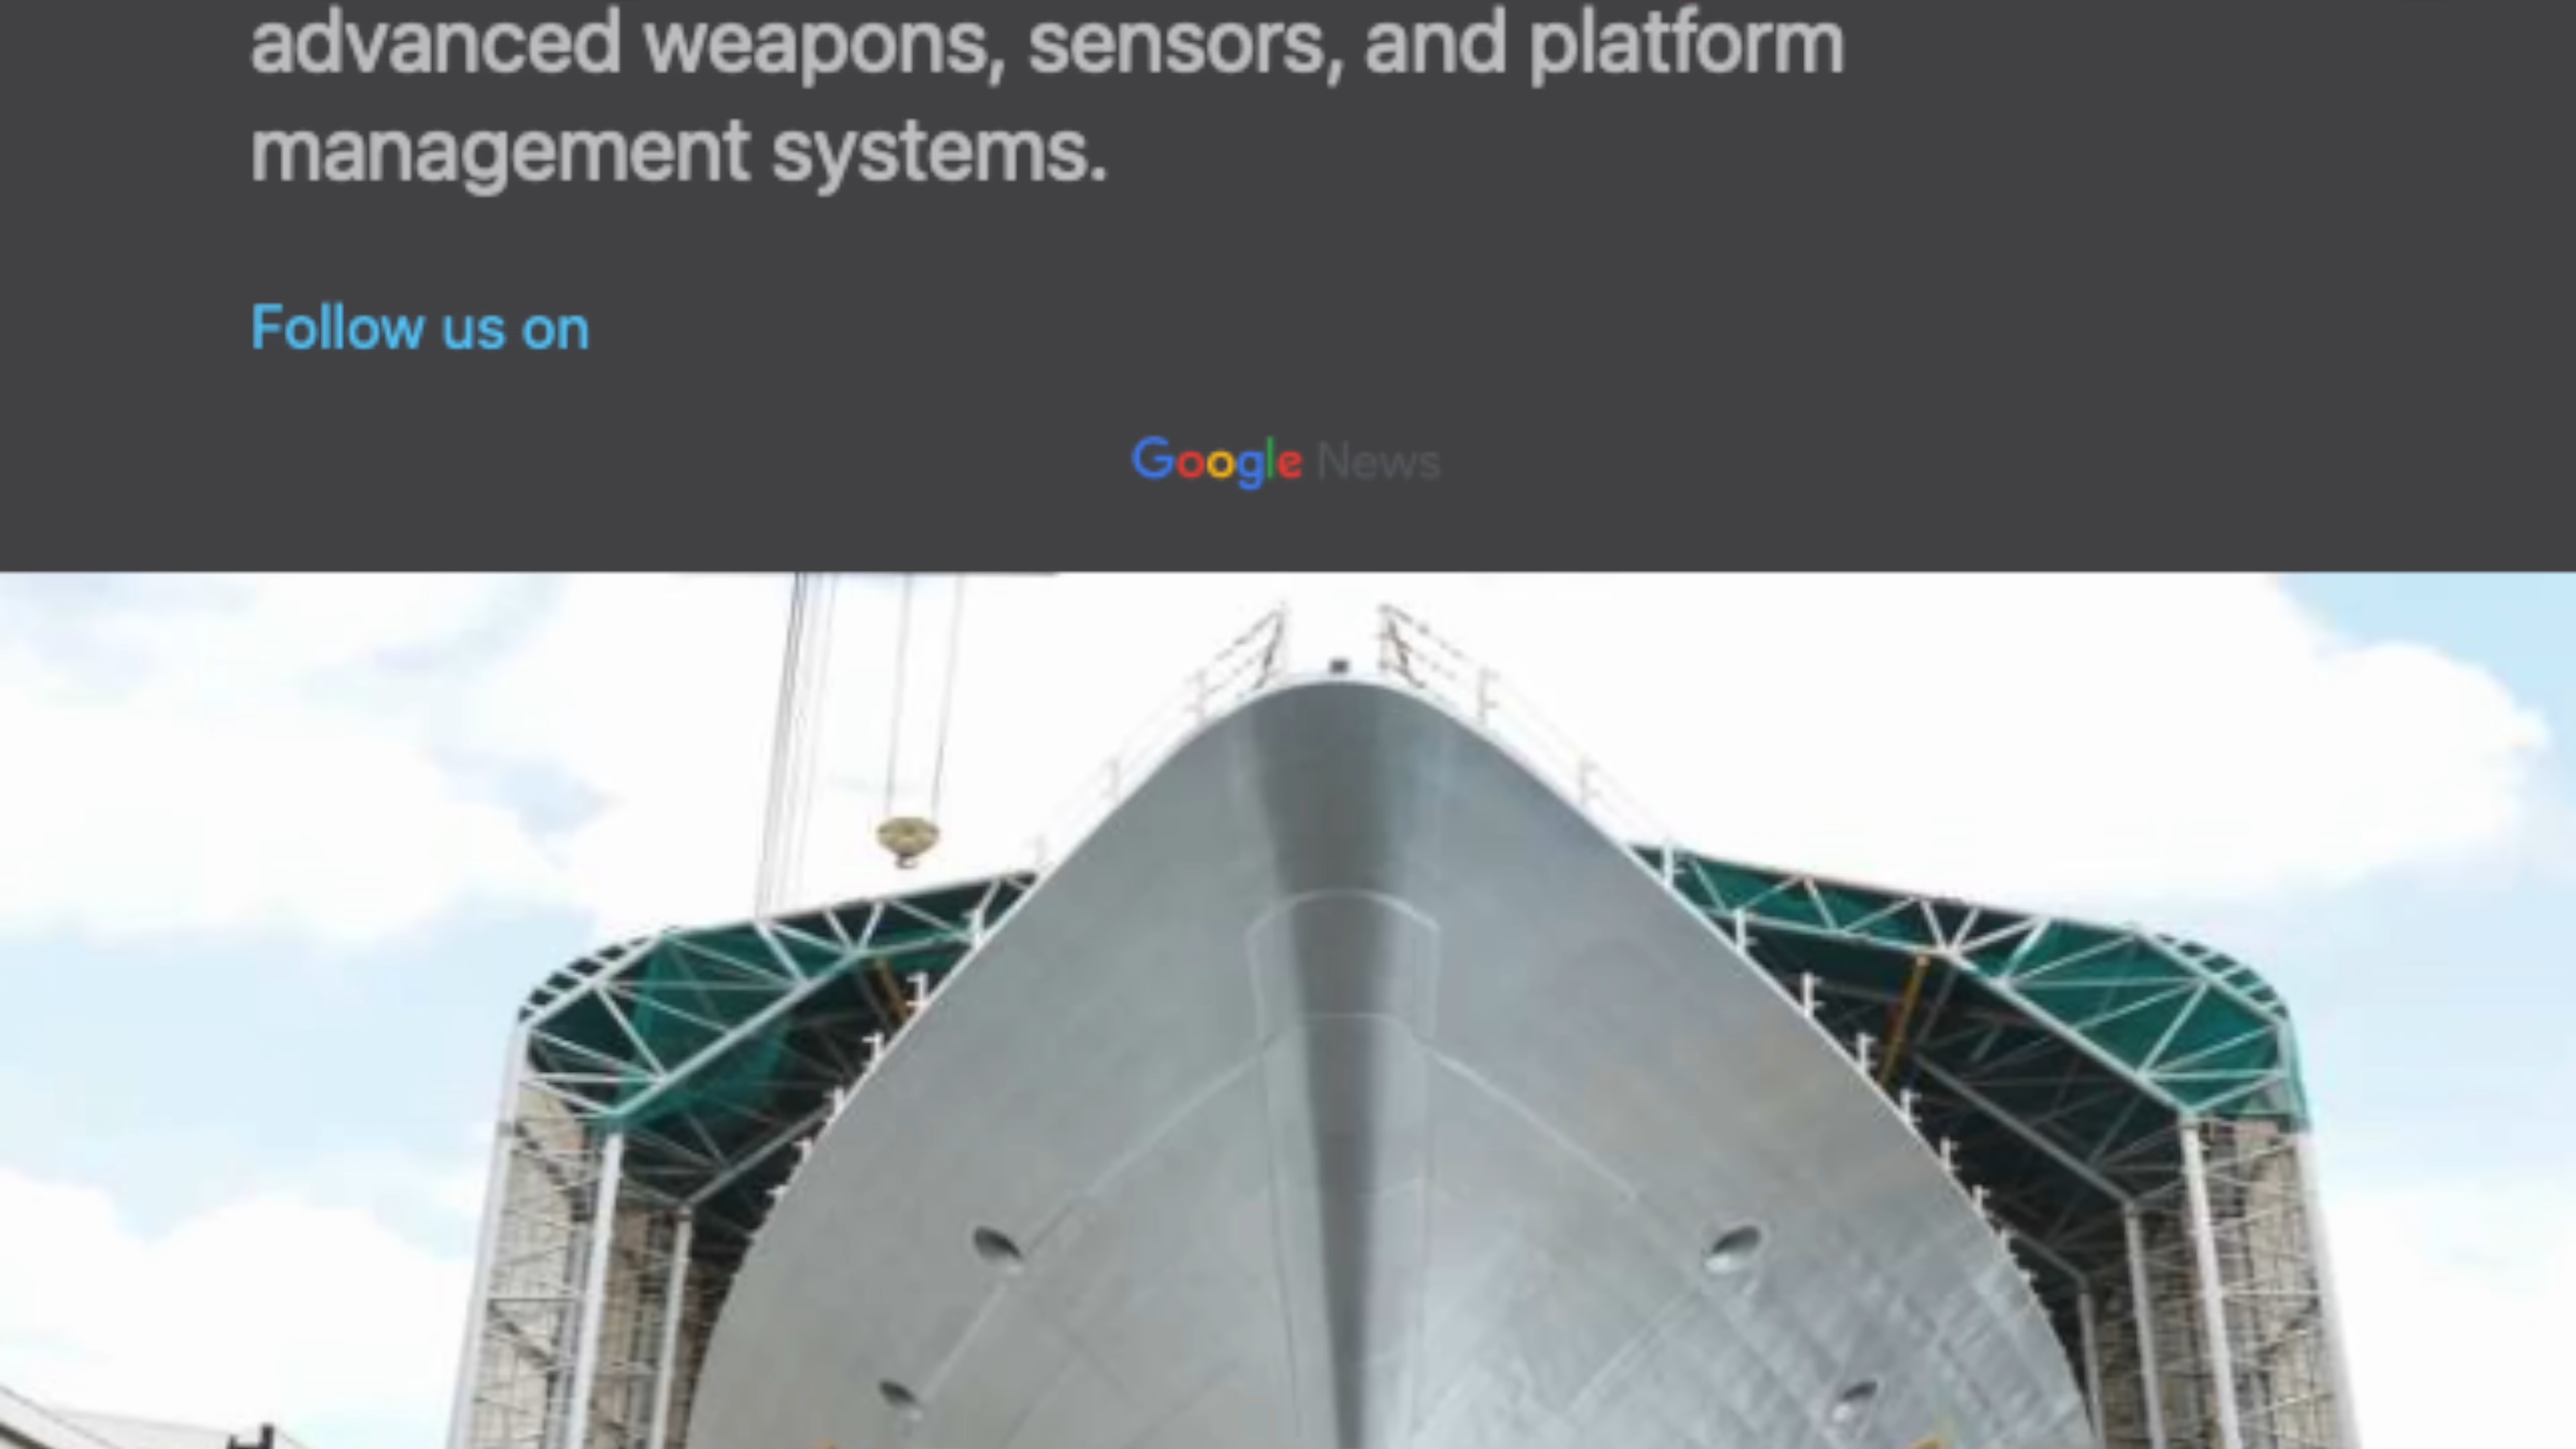 advanced weapons, sensors, and platform
management systems.
Follow us on
Google News